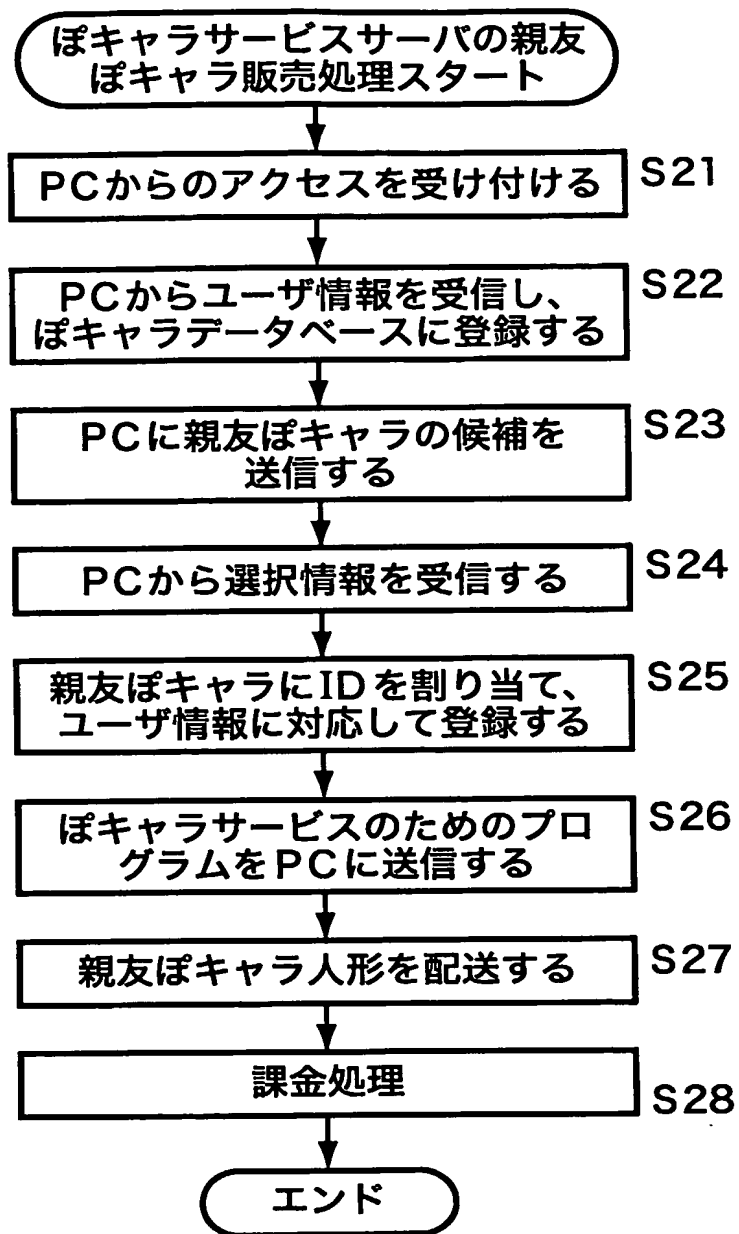 ぽキャラサービスサーバの親友
ぽキャラ販売処理スタート
PCからのアクセスを受け付ける
S21
PCからユーザ情報を受信し、
ぽキャラデータベースに登録する
S22
PCに親友ぽキャラの候補を
送信する
S23
PCから選択情報を受信する
S24
親友ぽキャラにIDを割り当て、
ユーザ情報に対応して登録する
S25
ぽキャラサービスのためのプロ
グラムをPCに送信する
S26
親友ぽキャラ人形を配送する
S27
課金処理
S28
エンド